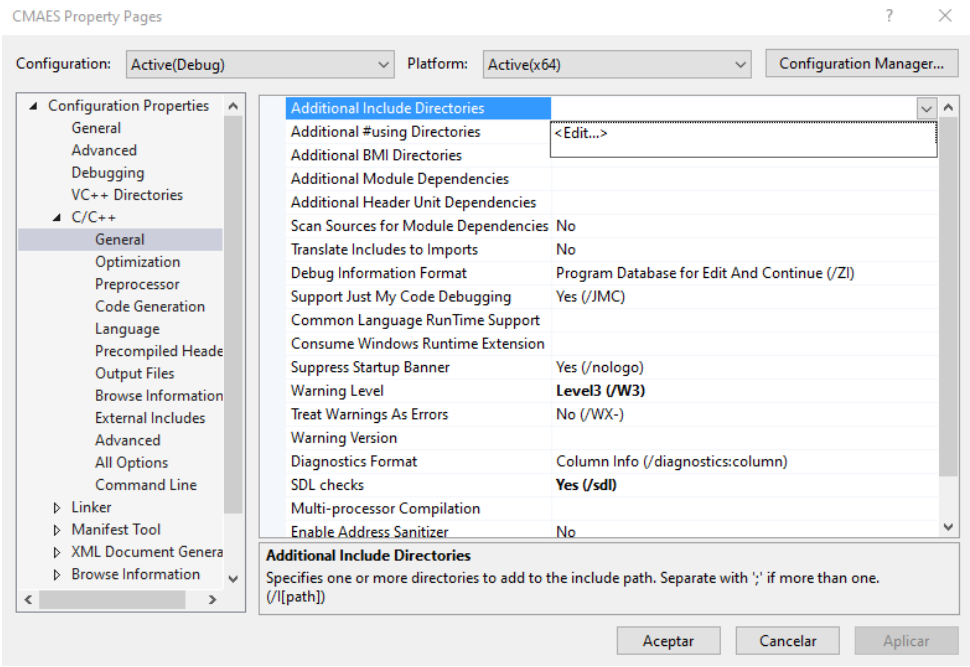 CMAES Property Pages
Configuration: Active(Debug) Platform: Active(x64) Configuration Manager...
Configuration Properties
General
Advanced
Debugging
VC++ Directories
C/C++
General
Optimization
Preprocessor
Code Generation
Language
Precompiled Heade
Output Files
Browse Information
External Includes
Advanced
All Options
Command Line
Linker
Manifest Tool
XML Document Genera
Browse Information
Additional Include Directories
Additional #using Directories <Edit...>
Additional BMI Directories
Additional Module Dependencies
Additional Header Unit Dependencies
Scan Sources for Module Dependencies No
Translate Includes to Imports No
Debug Information Format Program Database for Edit And Continue (/ZI)
Support Just My Code Debugging Yes (/JMC)
Common Language RunTime Support
Consume Windows Runtime Extension
Suppress Startup Banner Yes (/nologo)
Warning Level Level3 (/W3)
Treat Warnings As Errors No (/WX-)
Warning Version
Diagnostics Format Column Info (/diagnostics:column)
SDL checks Yes (/sdl)
Multi-processor Compilation
Enable Address Sanitizer No
Additional Include Directories
Specifies one or more directories to add to the include path. Separate with ';' if more than one.
(/I[path])
Aceptar Cancelar Aplicar